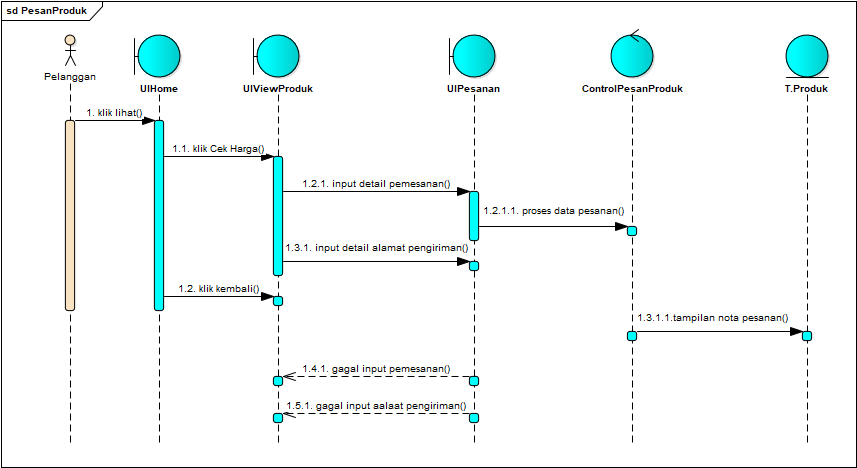 sd PesanProduk
Pelanggan
UIHome
UIViewProduk
UIPesanan
ControlPesanProduk
T.Produk
1. klik lihat()
1.1. klik Cek Harga()
1.2.1. input detail pemesanan()
1.2.1.1. proses data pesanan()
1.3.1. input detail alamat pengiriman()
1.2. klik kembali()
1.3.1.1.tampilan nota pesanan()
1.4.1. gagal input pemesanan()
1.5.1. gagal input aalaat pengiriman()